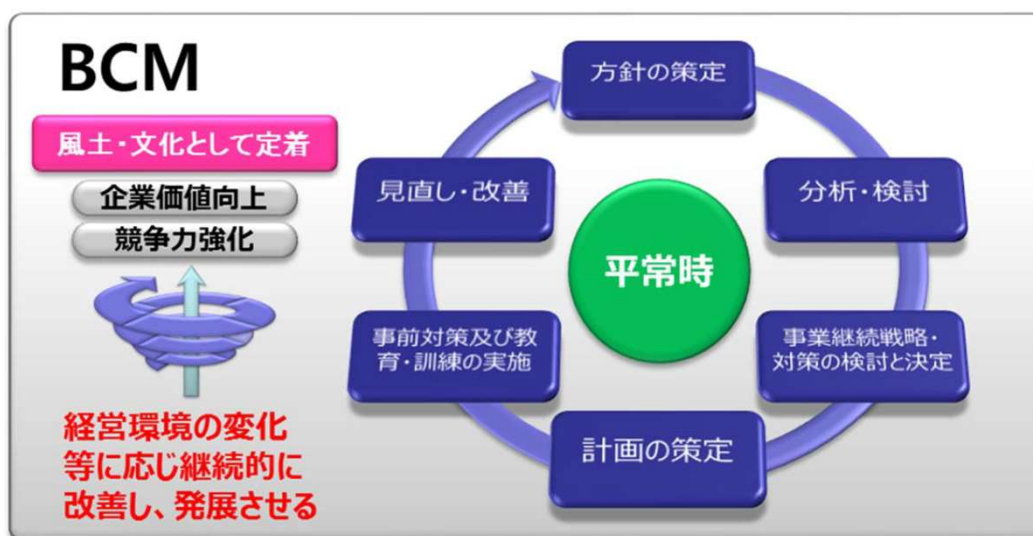 BCM
風土・文化として定着
企業価値向上
競争力強化
経営環境の変化
等に応じ継続的に
改善し、発展させる
方針の策定
分析・検討
事業継続戦略・
対策の検討と決定
計画の策定
事前対策及び教
育・訓練の実施
見直し・改善
平常時